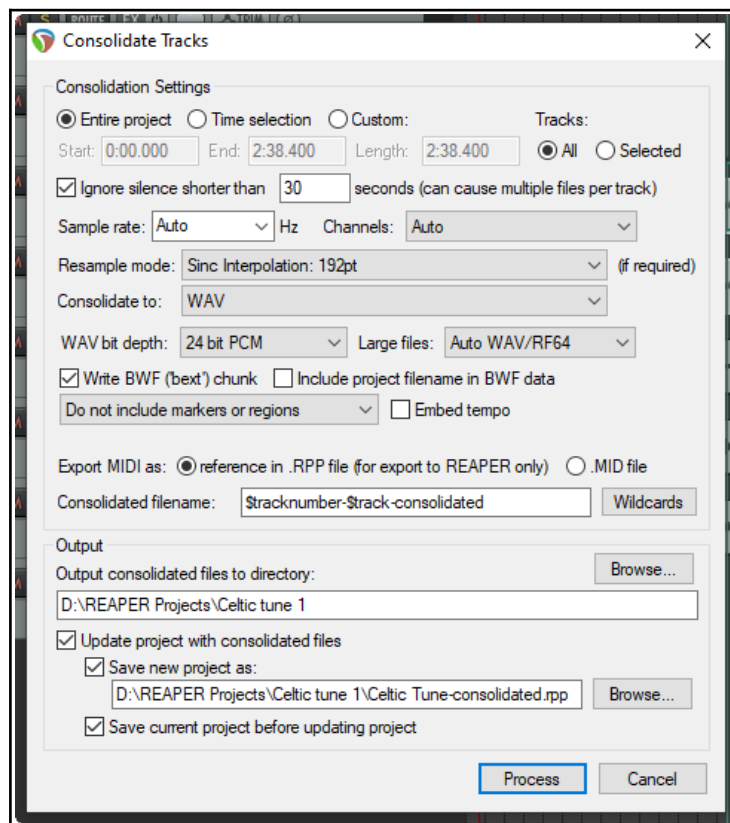 S ROUTE FX TRIM
Consolidate Tracks
Consolidation Settings
Entire project Time selection Custom: Tracks:
Start: 0:00.000 End: 2:38.400 Length: 2:38.400 All Selected
Ignore silence shorter than 30 seconds (can cause multiple files per track)
Sample rate: Auto Hz Channels: Auto
Resample mode: Sinc Interpolation: 192pt (if required)
Consolidate to: WAV
WAV bit depth: 24 bit PCM Large files: Auto WAV/RF64
Write BWF ('bext') chunk Include project filename in BWF data
Do not include markers or regions Embed tempo
Export MIDI as: reference in .RPP file (for export to REAPER only) .MID file
Consolidated filename: $tracknumber-$track-consolidated Wildcards
Output
Output consolidated files to directory: Browse...
D:\REAPER Projects\Celtic tune 1
Update project with consolidated files
Save new project as:
D:\REAPER Projects\Celtic tune 1\Celtic Tune-consolidated.rpp Browse...
Save current project before updating project
Process Cancel